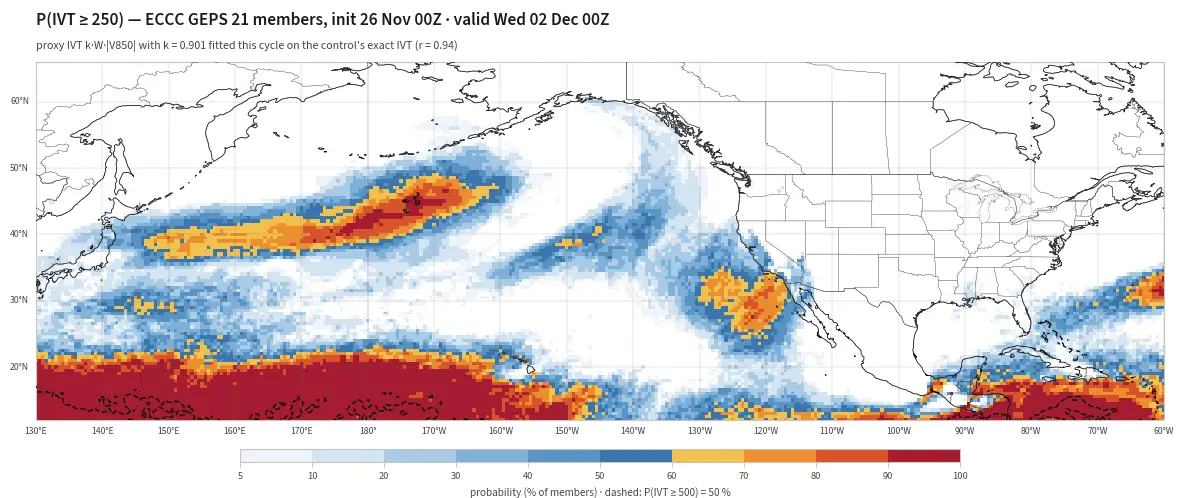 P(IVT ≥ 250) — ECCC GEPS 21 members, init 26 Nov 00Z · valid Wed 02 Dec 00Z
proxy IVT k·W·|V850| with k = 0.901 fitted this cycle on the control's exact IVT (r = 0.94)
60°N
50°N
40°N
30°N
20°N
130°E 140°E 150°E 160°E 170°E 180° 170°W 160°W 150°W 140°W 130°W 120°W 110°W 100°W 90°W 80°W 70°W 60°W
5 10 20 30 40 50 60 70 80 90 100
probability (% of members) · dashed: P(IVT ≥ 500) = 50 %